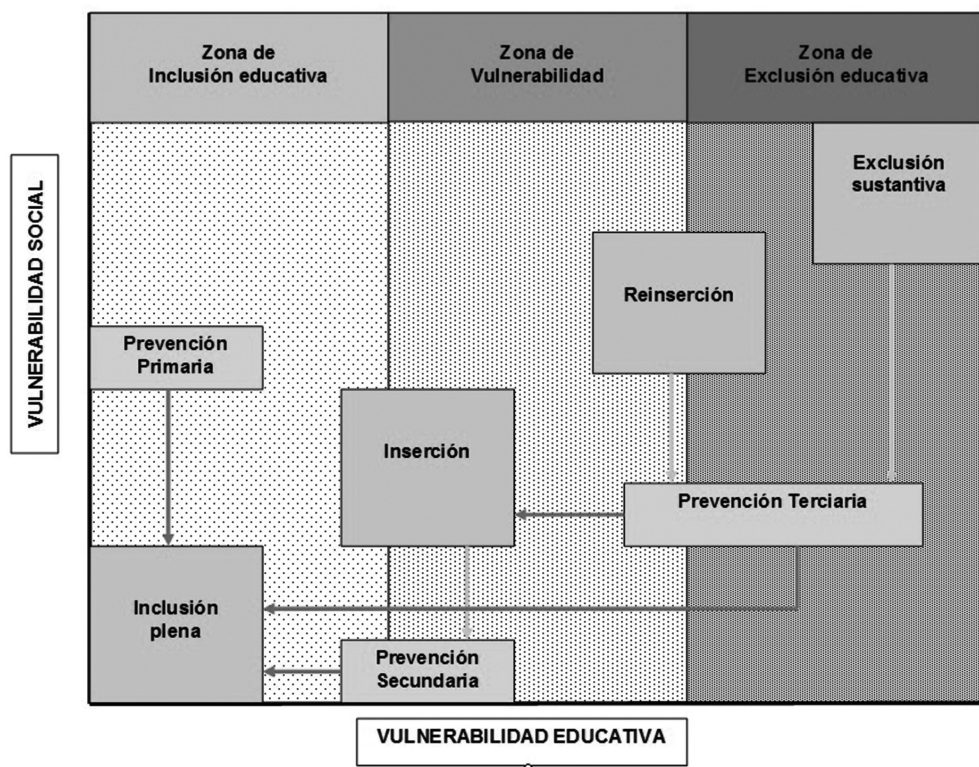 Zona de
Inclusión educativa
Zona de
Vulnerabilidad
Zona de
Exclusión educativa
VULNERABILIDAD SOCIAL
Exclusión
sustantiva
Reinserción
Prevención
Primaria
Inserción
Prevención Terciaria
Inclusión
plena
Prevención
Secundaria
VULNERABILIDAD EDUCATIVA